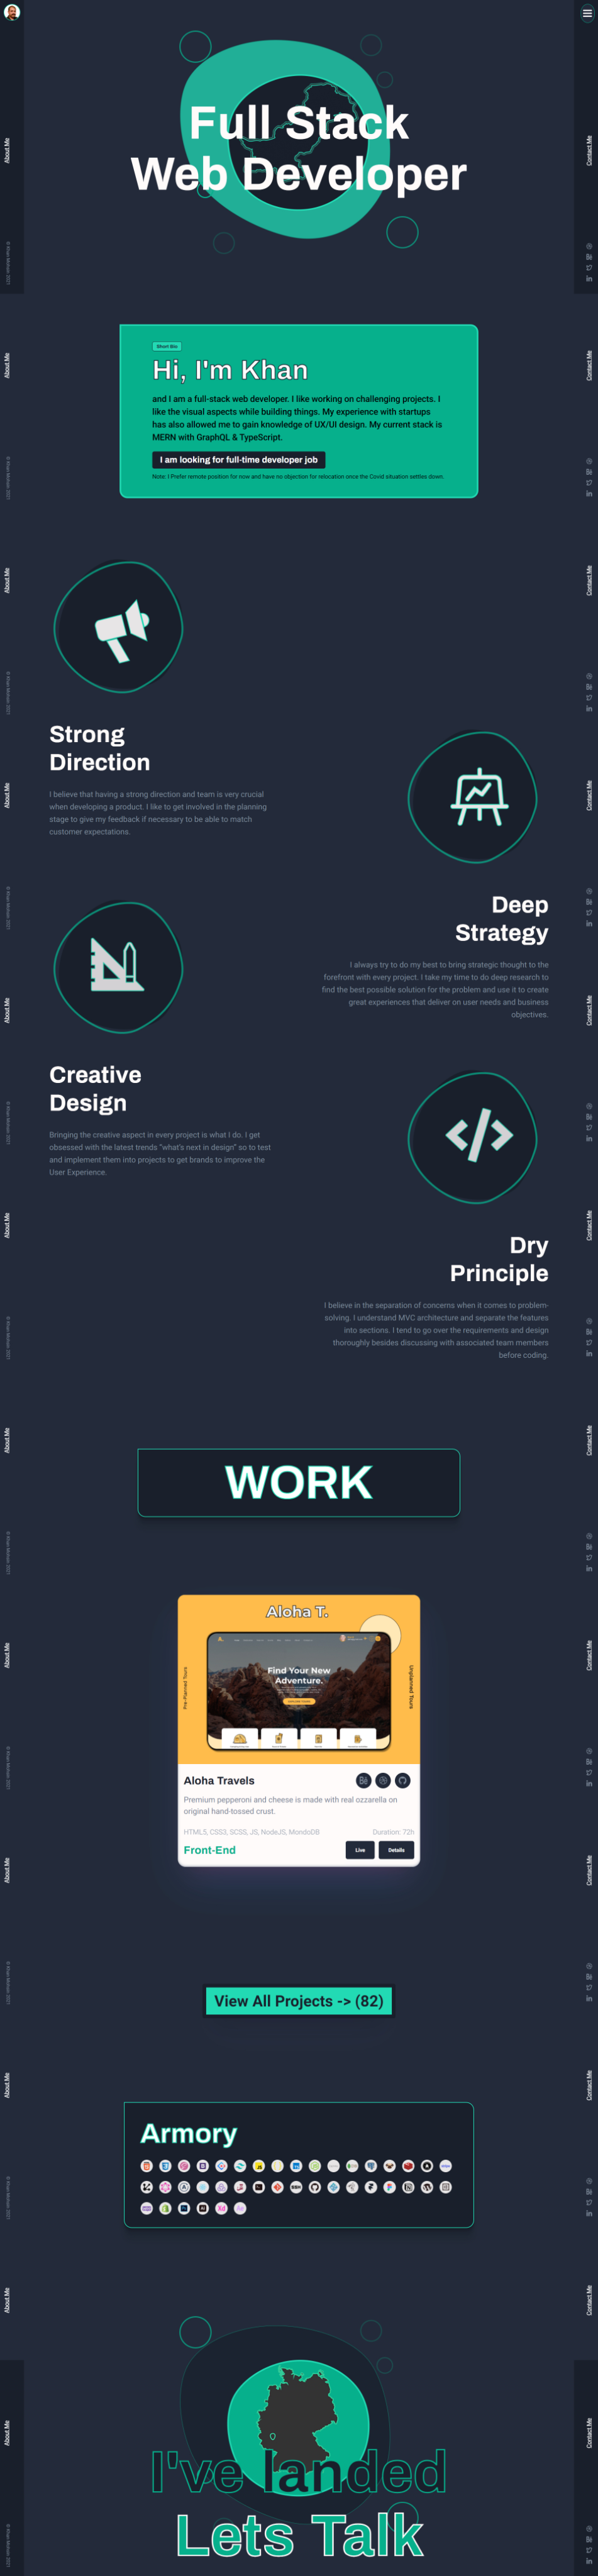 Full Stack
Web Developer
About Me
Contact Me
© Khan Mohsin 2021
Short Bio
Hi, I'm Khan
and I am a full-stack web developer. I like working on challenging projects. I
like the visual aspects while building things. My experience with startups
has also allowed me to gain knowledge of UX/UI design. My current stack is
MERN with GraphQL & TypeScript.
I am looking for full-time developer job
Note: I Prefer remote position for now and have no objection for relocation once the Covid situation settles down.
Strong
Direction
I believe that having a strong direction and team is very crucial
when developing a product. I like to get involved in the planning
stage to give my feedback if necessary to be able to match
customer expectations.
Deep
Strategy
I always try to do my best to bring strategic thought to the
forefront with every project. I take my time to do deep research to
find the best possible solution for the problem and use it to create
great experiences that deliver on user needs and business
objectives.
Creative
Design
Bringing the creative aspect in every project is what I do. I get
obsessed with the latest trends "what's next in design" so to test
and implement them into projects to get brands to improve the
User Experience.
Dry
Principle
I believe in the separation of concerns when it comes to problem-
solving. I understand MVC architecture and separate the features
into sections. I tend to go over the requirements and design
thoroughly besides discussing with associated team members
before coding.
WORK
Aloha T.
Pre-Planned Tours
Find Your New
Adventure.
Unplanned Tours
Aloha Travels
Premium pepperoni and cheese is made with real ozzarella on
original hand-tossed crust.
HTML5, CSS3, SCSS, JS, NodeJS, MondoDB
Duration: 72h
Front-End
Live
Details
View All Projects -> (82)
Armory
I've landed
Lets Talk